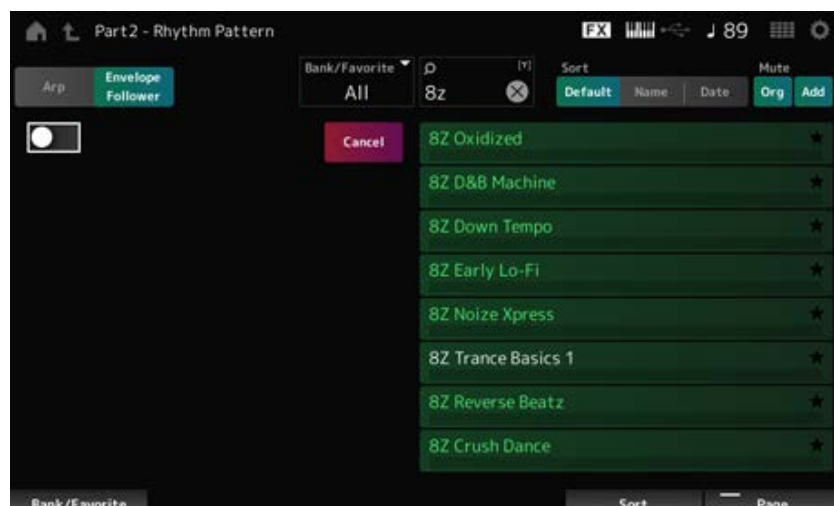 Part2 - Rhythm Pattern
FX
♩ 89
Arp
Envelope
Follower
Bank/Favorite
All
[Y]
8z
Sort
Default Name Date
Mute
Org Add
Cancel
8Z Oxidized
8Z D&B Machine
8Z Down Tempo
8Z Early Lo-Fi
8Z Noize Xpress
8Z Trance Basics 1
8Z Reverse Beatz
8Z Crush Dance
Bank/Favorite
Sort
Page